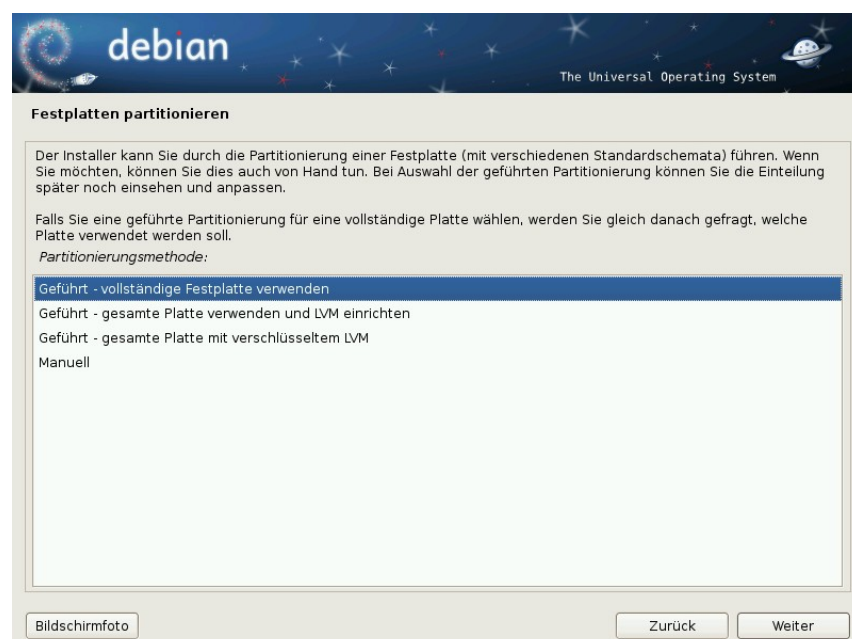 debian
The Universal Operating System
Festplatten partitionieren
Der Installer kann Sie durch die Partitionierung einer Festplatte (mit verschiedenen Standardschemata) führen. Wenn
Sie möchten, können Sie dies auch von Hand tun. Bei Auswahl der geführten Partitionierung können Sie die Einteilung
später noch einsehen und anpassen.
Falls Sie eine geführte Partitionierung für eine vollständige Platte wählen, werden Sie gleich danach gefragt, welche
Platte verwendet werden soll.
Partitionierungsmethode:
Geführt - vollständige Festplatte verwenden
Geführt - gesamte Platte verwenden und LVM einrichten
Geführt - gesamte Platte mit verschlüsseltem LVM
Manuell
Bildschirmfoto
Zurück
Weiter